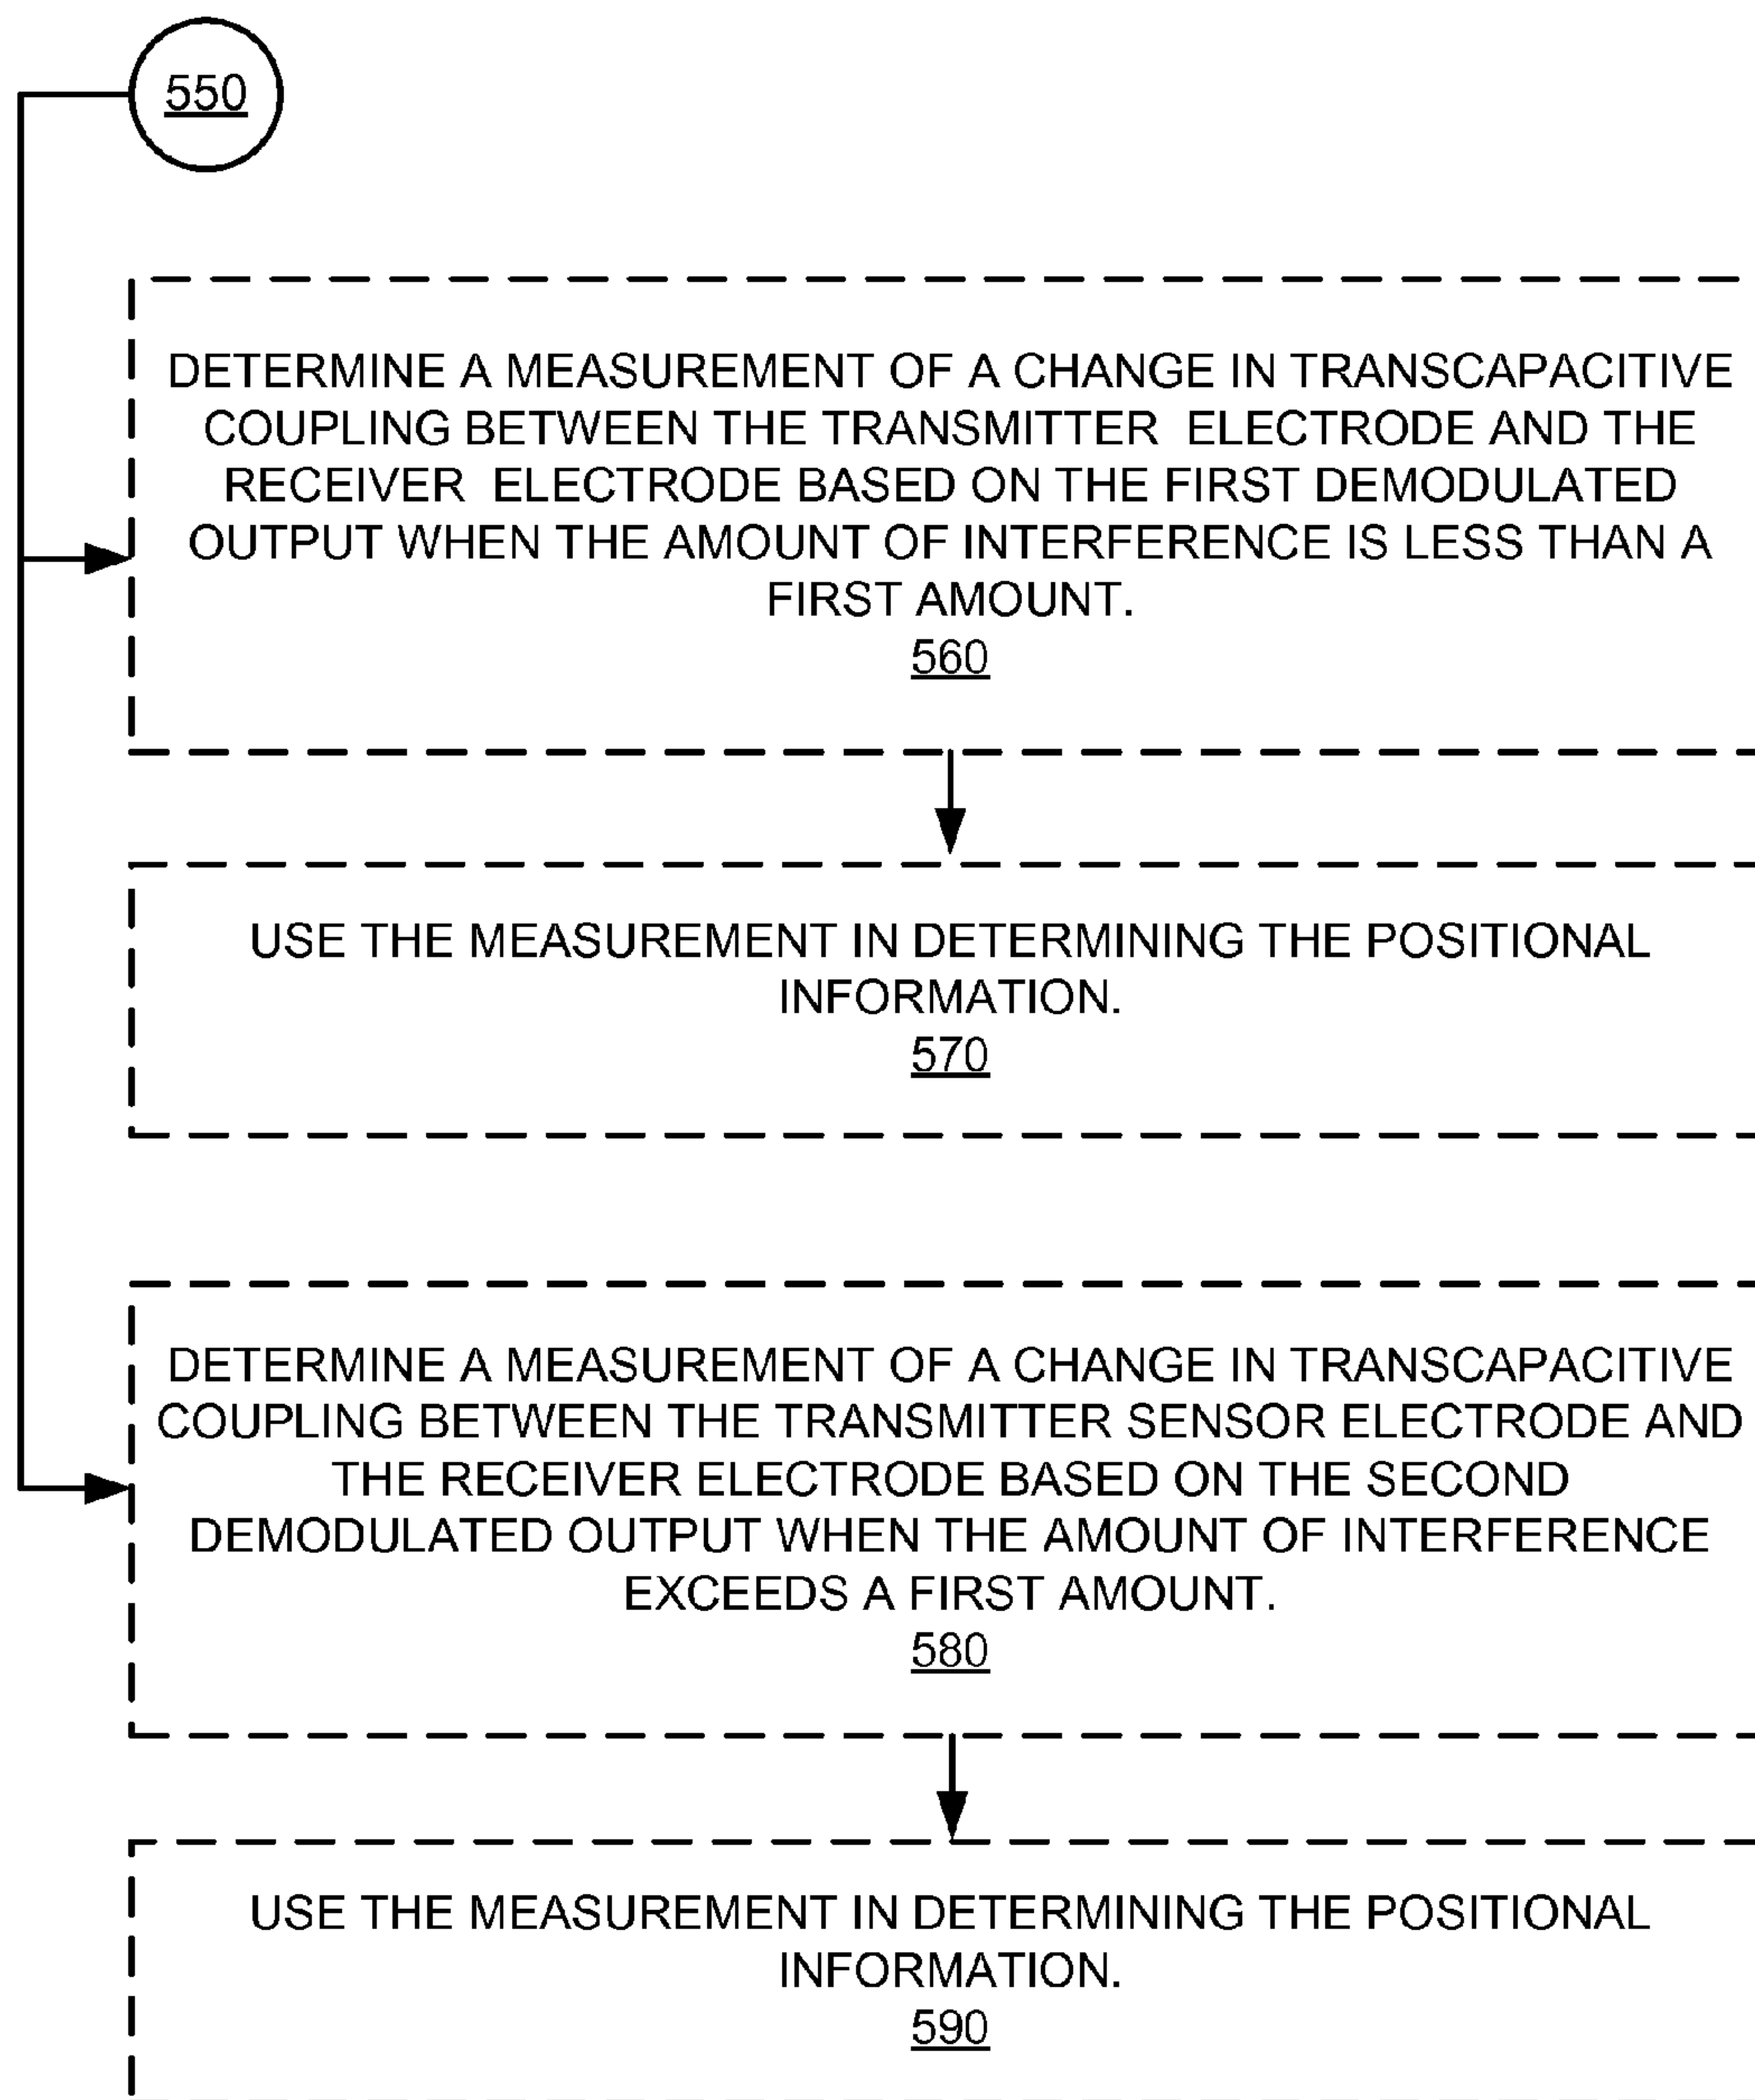 550
DETERMINE A MEASUREMENT OF A CHANGE IN TRANSCAPACITIVE
COUPLING BETWEEN THE TRANSMITTER ELECTRODE AND THE
RECEIVER ELECTRODE BASED ON THE FIRST DEMODULATED
OUTPUT WHEN THE AMOUNT OF INTERFERENCE IS LESS THAN A
FIRST AMOUNT.
560
USE THE MEASUREMENT IN DETERMINING THE POSITIONAL
INFORMATION.
570
DETERMINE A MEASUREMENT OF A CHANGE IN TRANSCAPACITIVE
COUPLING BETWEEN THE TRANSMITTER SENSOR ELECTRODE AND
THE RECEIVER ELECTRODE BASED ON THE SECOND
DEMODULATED OUTPUT WHEN THE AMOUNT OF INTERFERENCE
EXCEEDS A FIRST AMOUNT.
580
USE THE MEASUREMENT IN DETERMINING THE POSITIONAL
INFORMATION.
590